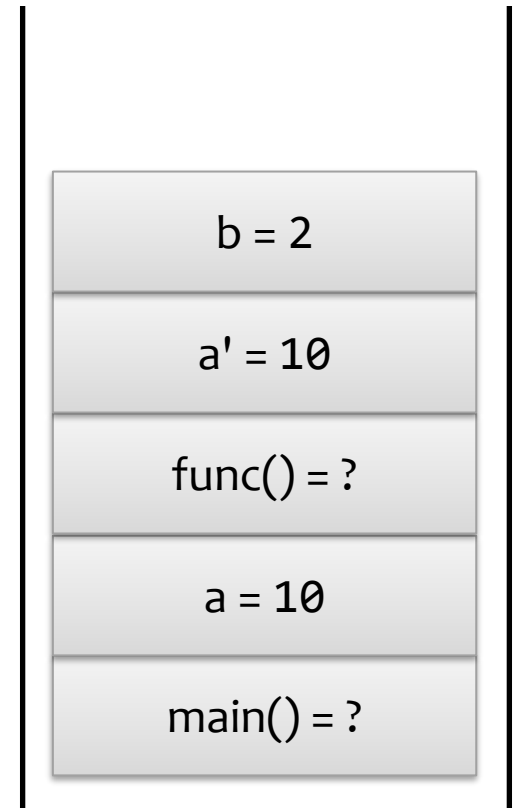 b = 2
a' = 10
func() = ?
a = 10
main() = ?